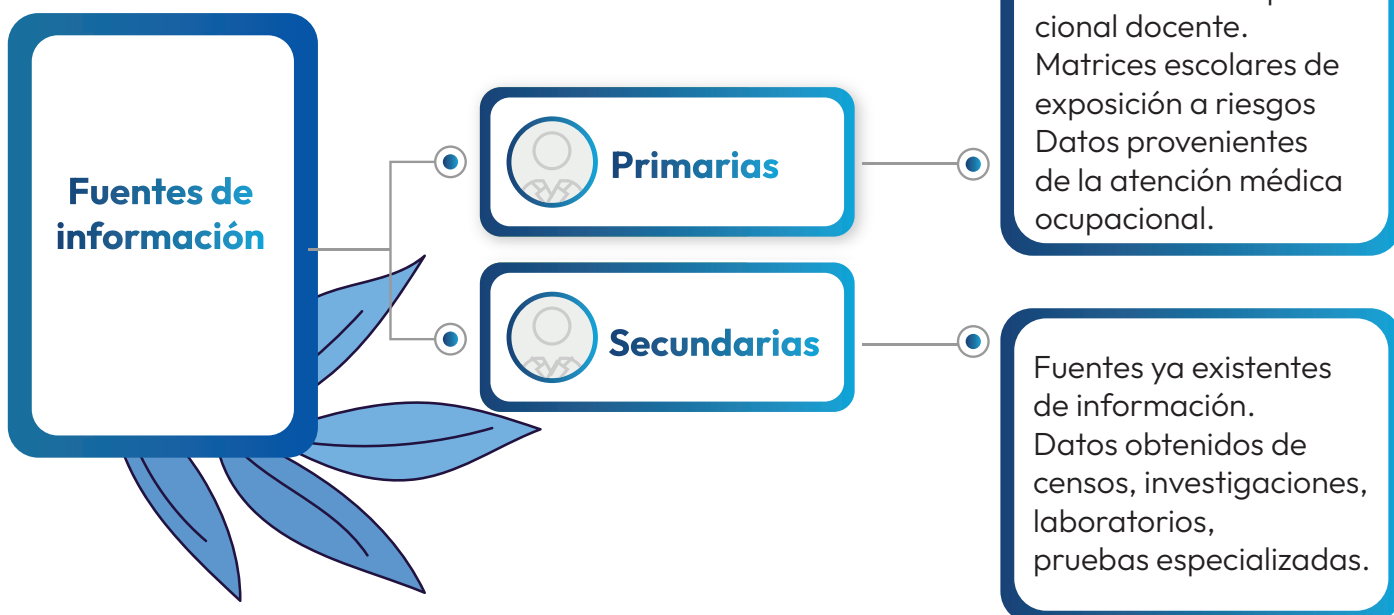 Fuentes de
información
Primarias
cional docente.
Matrices escolares de
exposición a riesgos
Datos provenientes
de la atención médica
ocupacional.
Secundarias
Fuentes ya existentes
de información.
Datos obtenidos de
censos, investigaciones,
laboratorios,
pruebas especializadas.